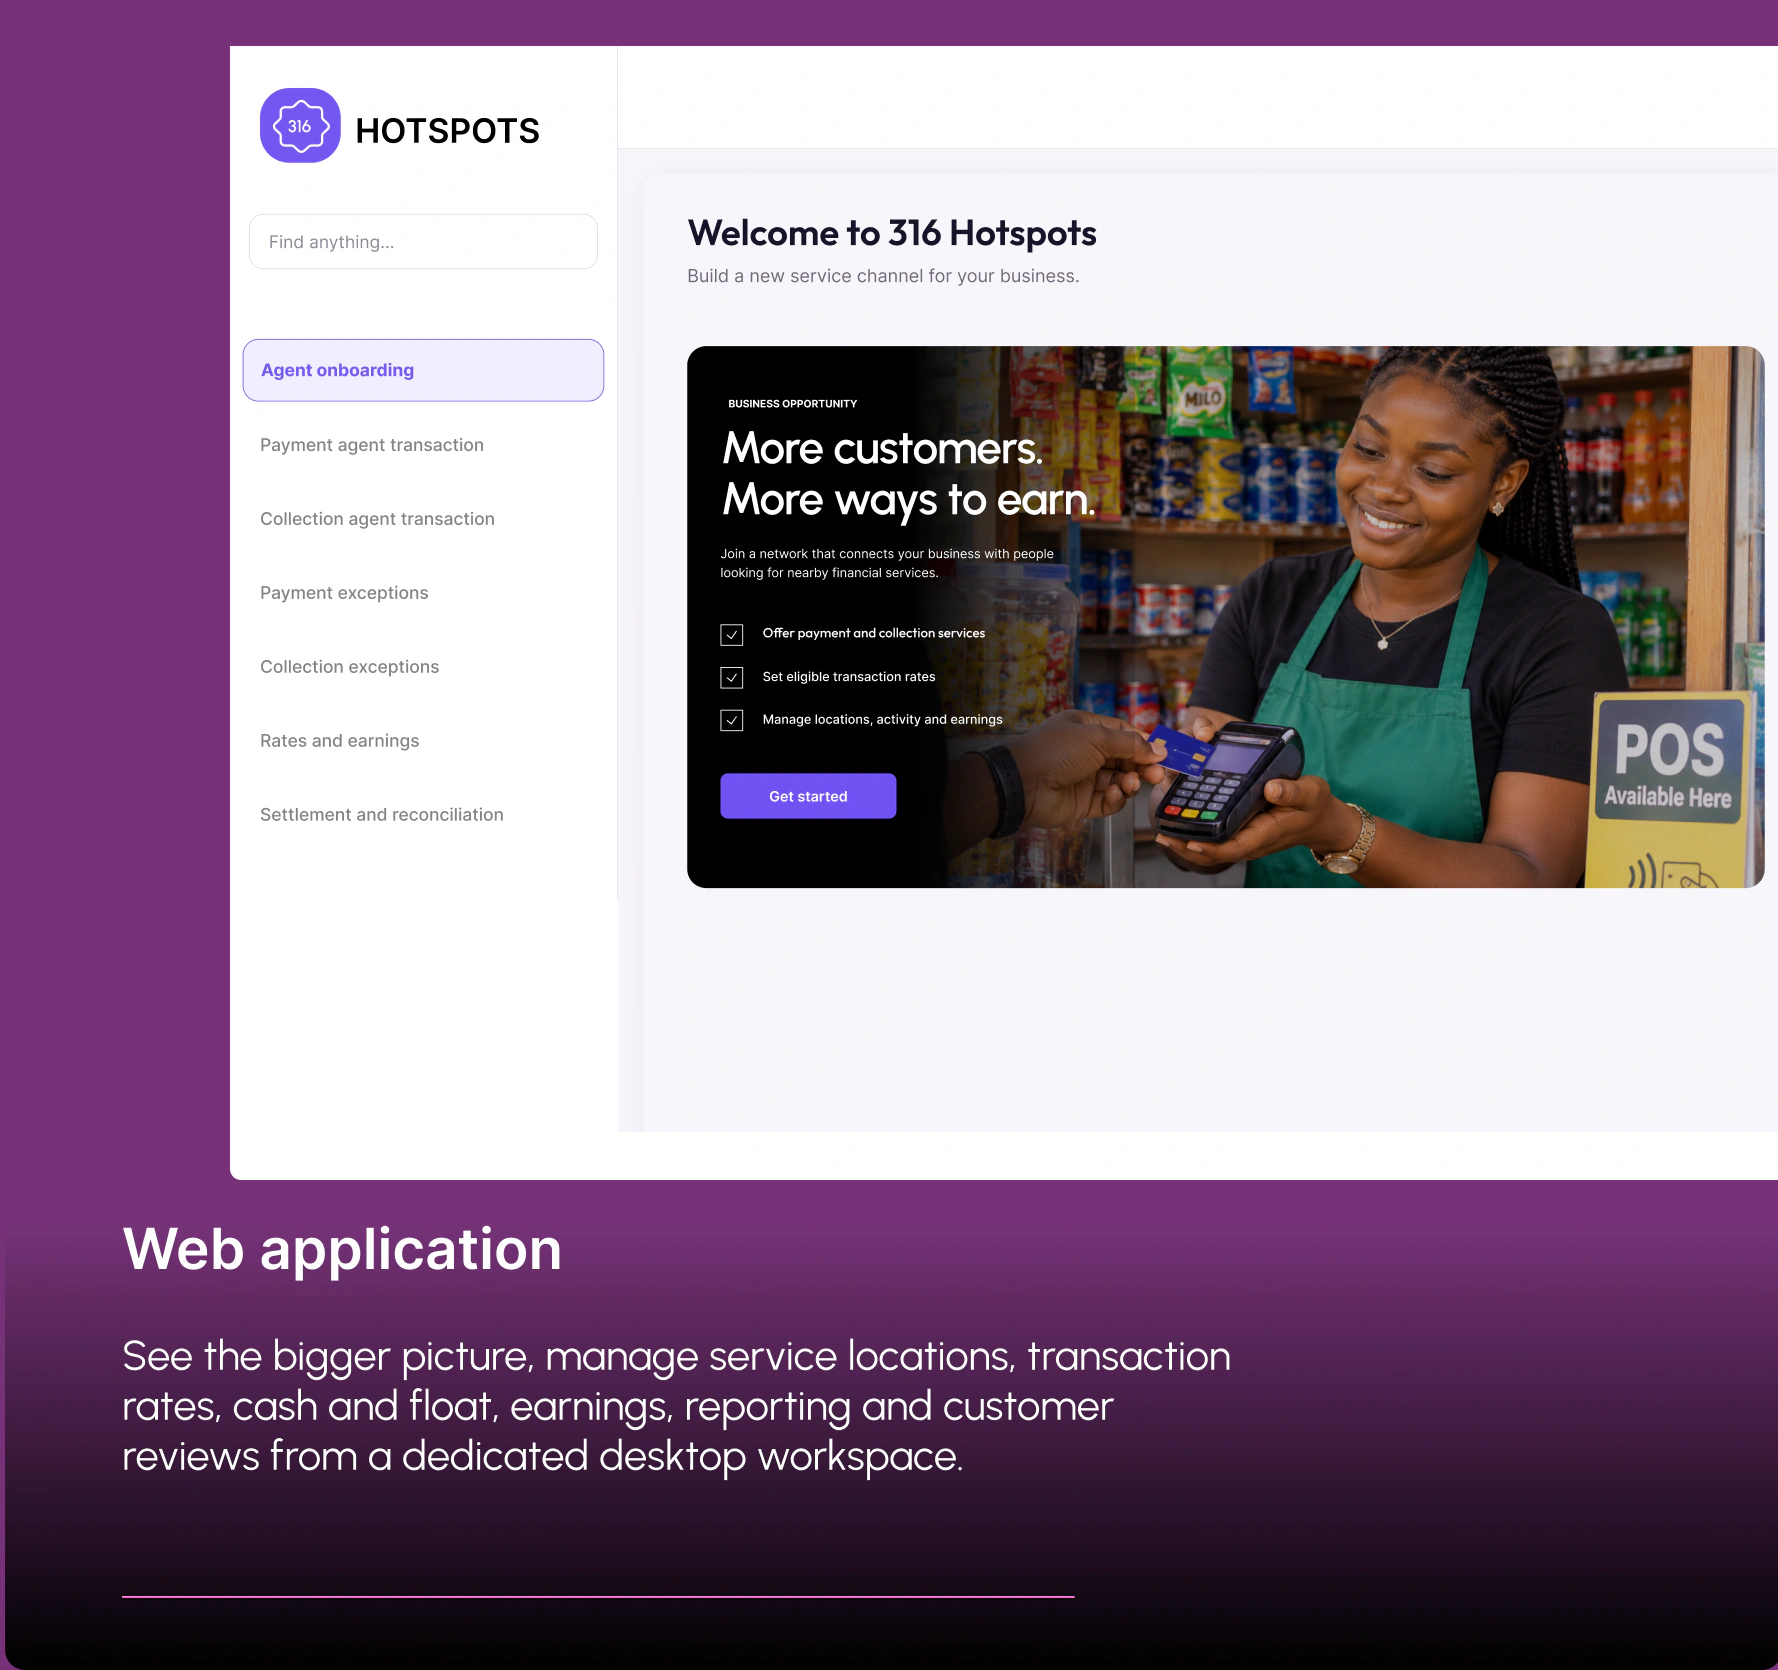 316
HOTSPOTS
Find anything...
Agent onboarding
Payment agent transaction
Collection agent transaction
Payment exceptions
Collection exceptions
Rates and earnings
Settlement and reconciliation
Welcome to 316 Hotspots
Build a new service channel for your business.
BUSINESS OPPORTUNITY
More customers.
More ways to earn.
Join a network that connects your business with people
looking for nearby financial services.
Offer payment and collection services
Set eligible transaction rates
Manage locations, activity and earnings
Get started
MILO
POS
Available Here
Web application
See the bigger picture, manage service locations, transaction
rates, cash and float, earnings, reporting and customer
reviews from a dedicated desktop workspace.